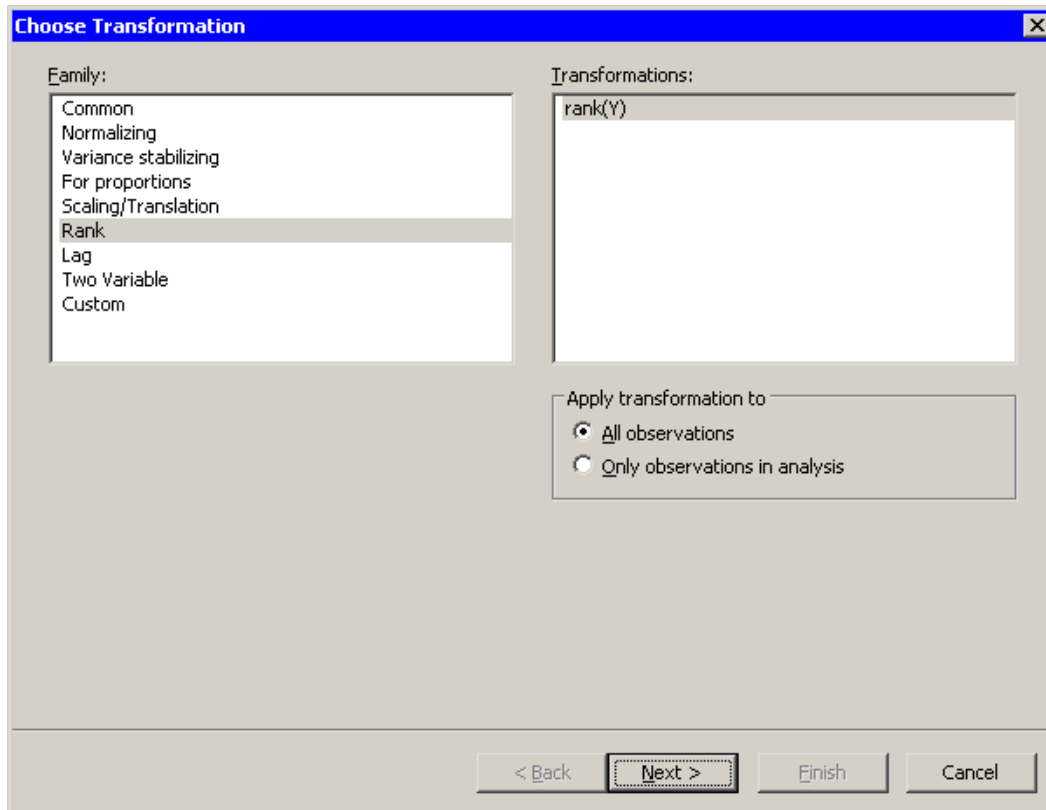 Choose Transformation
Family:
Common
Normalizing
Variance stabilizing
For proportions
Scaling/Translation
Rank
Lag
Two Variable
Custom
Transformations:
rank(Y)
Apply transformation to
All observations
Only observations in analysis
< Back
Next >
Finish
Cancel